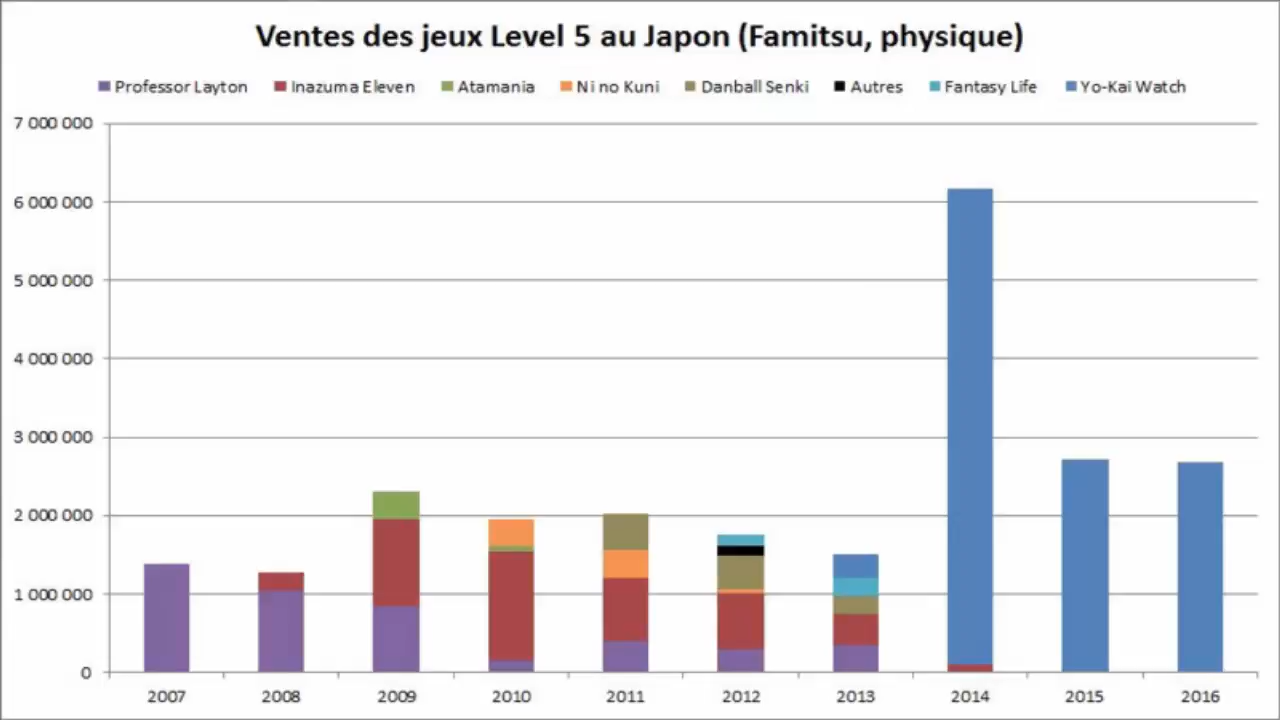 Ventes des jeux Level 5 au Japon (Famitsu, physique)
Professor Layton Inazuma Eleven Atamania Ni no Kuni Danball Senki Autres Fantasy Life Yo-Kai Watch
7 000 000
6 000 000
5 000 000
4 000 000
3 000 000
2 000 000
1 000 000
0
2007 2008 2009 2010 2011 2012 2013 2014 2015 2016